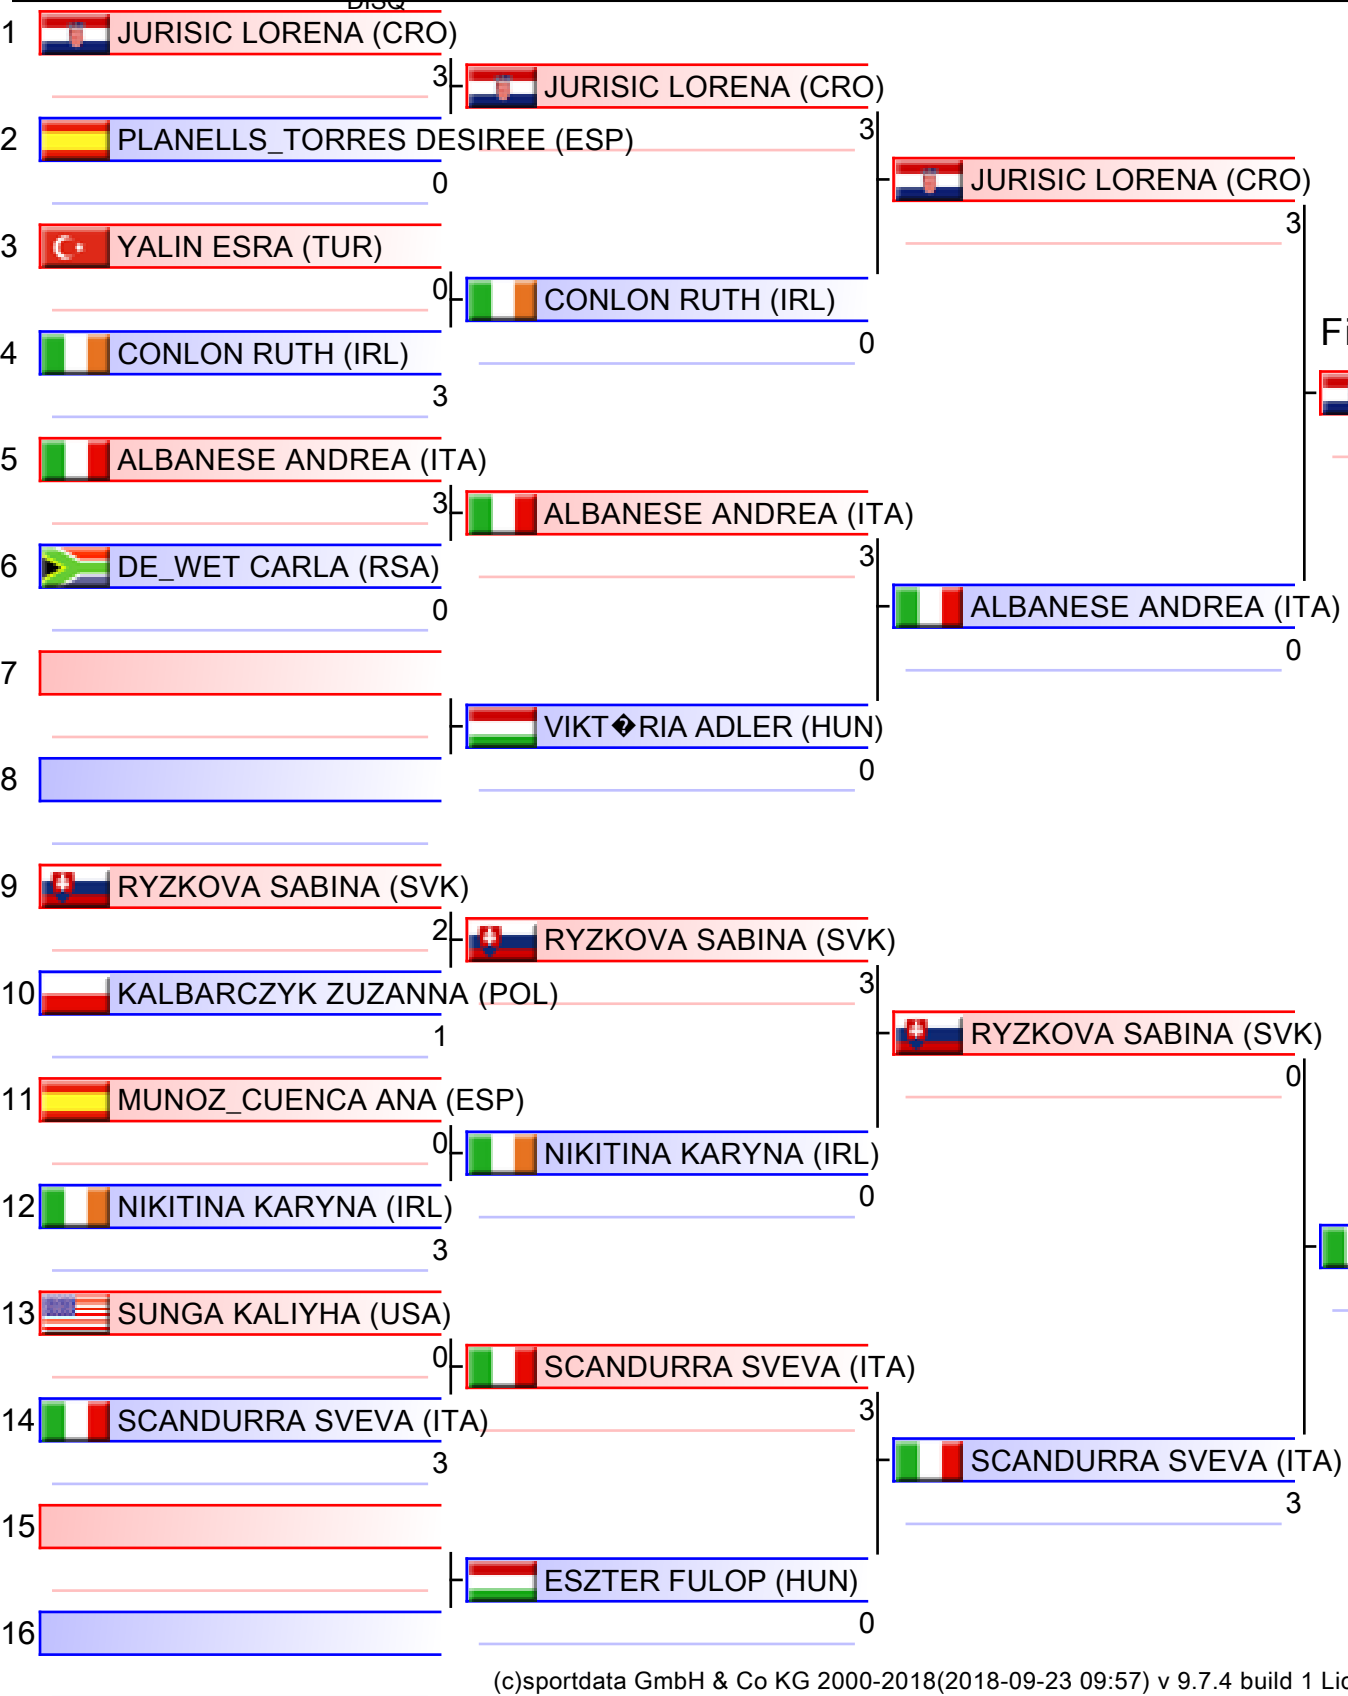 DISQ
1 JURISIC LORENA (CRO)
3 JURISIC LORENA (CRO)
2 PLANELLS_TORRES DESIREE (ESP)
3
0
JURISIC LORENA (CRO)
3
3 YALIN ESRA (TUR)
0 CONLON RUTH (IRL)
0
4 CONLON RUTH (IRL)
3
5 ALBANESE ANDREA (ITA)
3 ALBANESE ANDREA (ITA)
3
6 DE_WET CARLA (RSA)
0
ALBANESE ANDREA (ITA)
0
7
VIKT�RIA ADLER (HUN)
0
8
9 RYZKOVA SABINA (SVK)
2 RYZKOVA SABINA (SVK)
3
10 KALBARCZYK ZUZANNA (POL)
1
RYZKOVA SABINA (SVK)
0
11 MUNOZ_CUENCA ANA (ESP)
0 NIKITINA KARYNA (IRL)
0
12 NIKITINA KARYNA (IRL)
3
13 SUNGA KALIYHA (USA)
0 SCANDURRA SVEVA (ITA)
3
14 SCANDURRA SVEVA (ITA)
3
SCANDURRA SVEVA (ITA)
3
15
ESZTER FULOP (HUN)
0
16
(c)sportdata GmbH & Co KG 2000-2018(2018-09-23 09:57) v 9.7.4 build 1